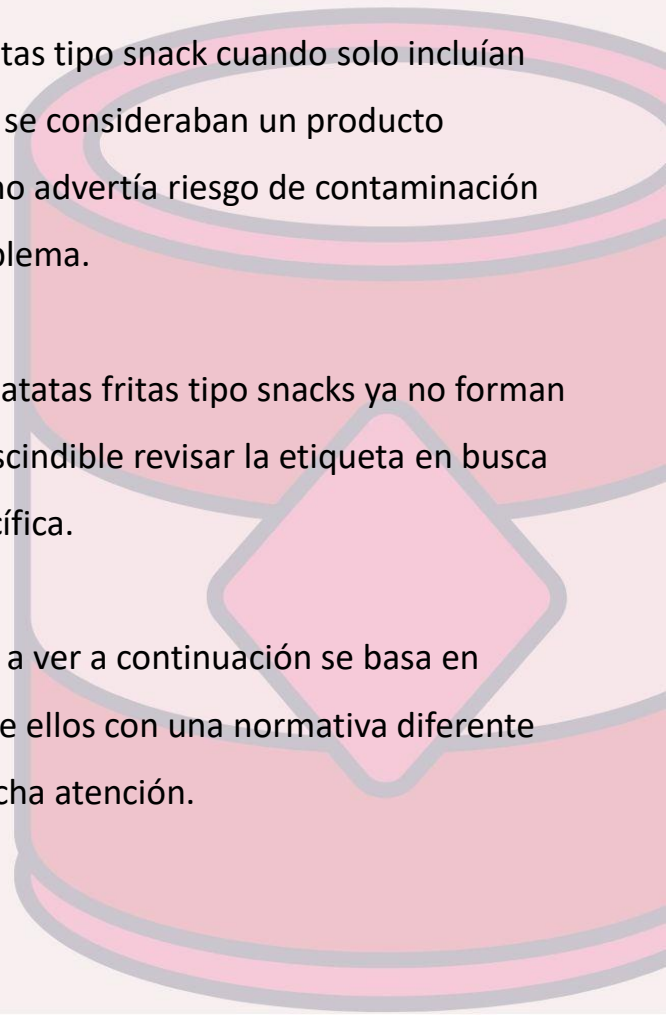 tas tipo snack cuando solo incluían
se consideraban un producto
no advertía riesgo de contaminación
blema.
atatas fritas tipo snacks ya no forman
scindible revisar la etiqueta en busca
cífica.
a ver a continuación se basa en
e ellos con una normativa diferente
cha atención.